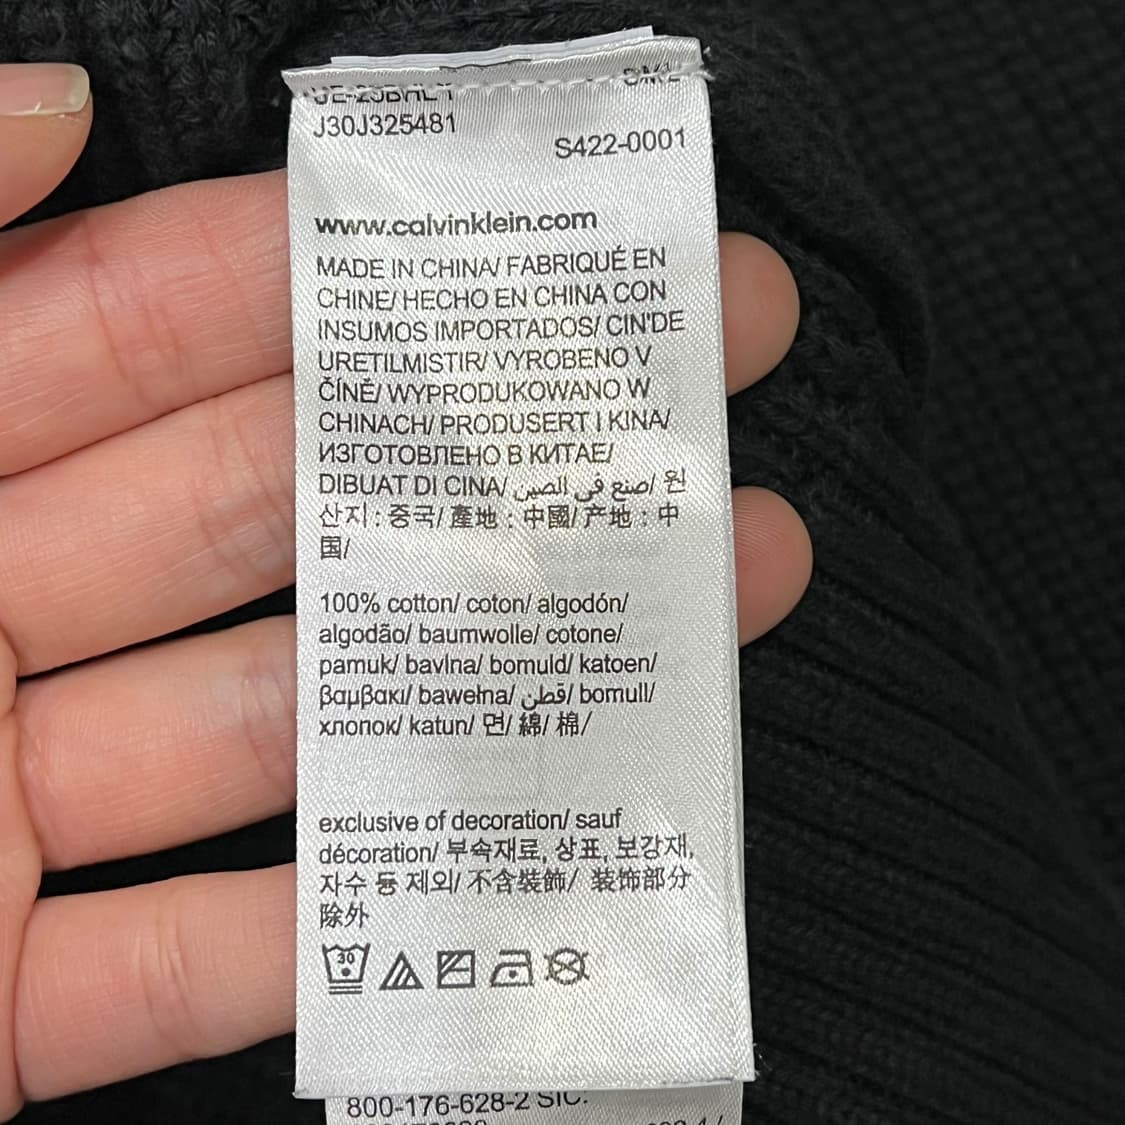 J30J325481
S422-0001
www.calvinklein.com
MADE IN CHINA/ FABRIQUÉ EN
CHINE/ HECHO EN CHINA CON
INSUMOS IMPORTADOS/ CIN'DE
URETILMISTIR/ VYROBENO V
ČÍNĚ/ WYPRODUKOWANO W
CHINACH/ PRODUSERT I KINA/
ИЗГОТОВЛЕНО В КИТАЕ/
DIBUAT DI CINA/ صنع في الصين/ 원
산지 : 중국/ 產地 : 中國/ 产地 : 中
国/
100% cotton/ coton/ algodón/
algodão/ baumwolle/ cotone/
pamuk/ bavlna/ bomuld/ katoen/
βαμβακι/ bawełna/ قطن/ bomull/
хлопок/ katun/ 면/ 綿/ 棉/
exclusive of decoration/ sauf
décoration/ 부속재료, 상표, 보강재,
자수 등 제외/ 不含裝飾/ 装饰部分
除外
30
800-176-628-2 SIC.